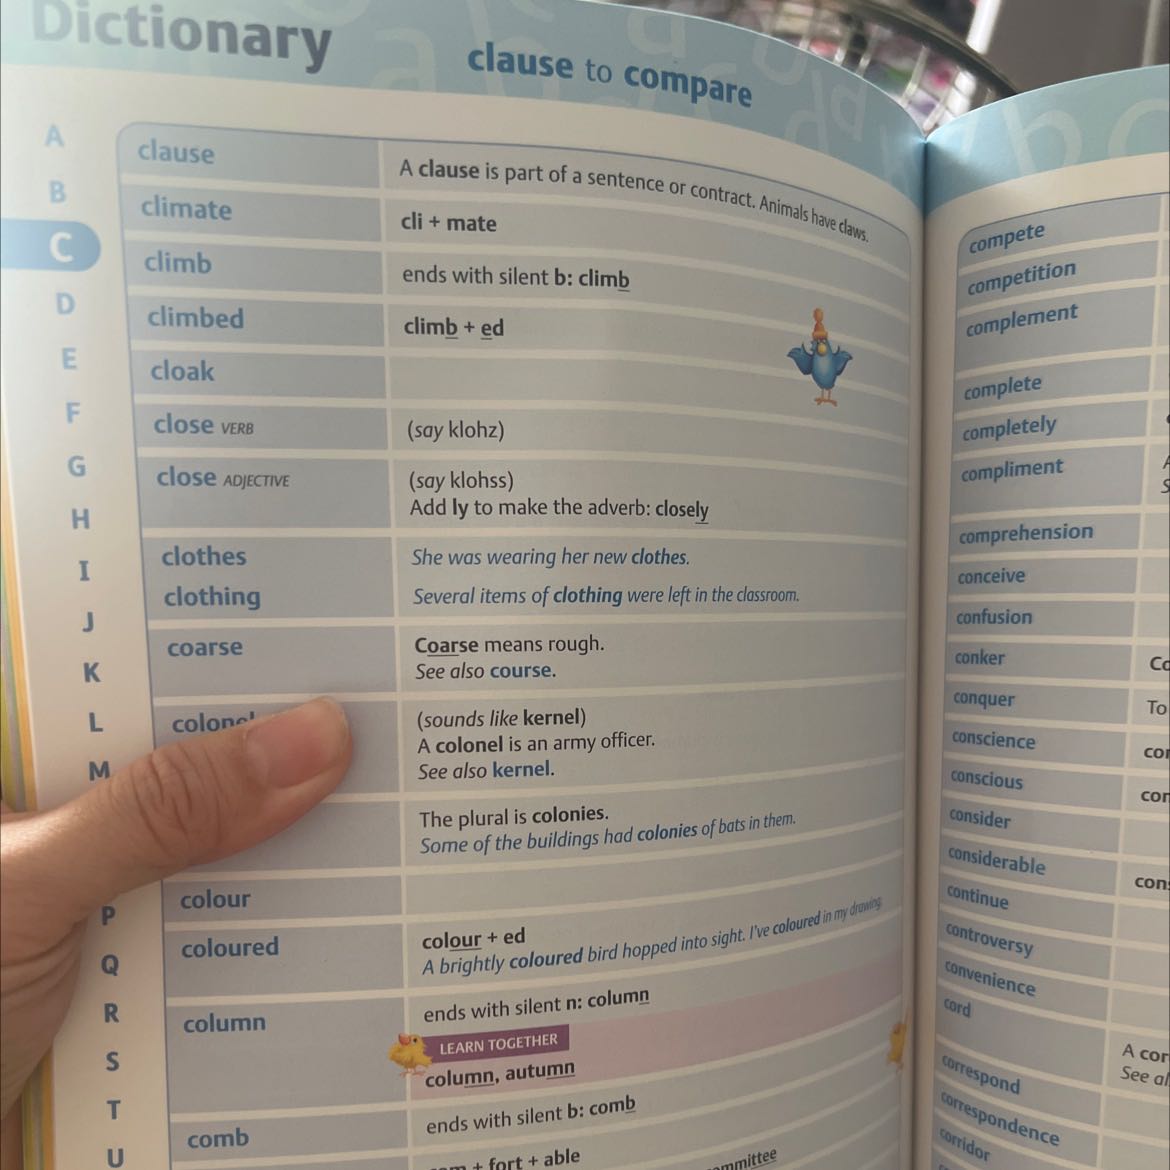 Dictionary
clause to compare
A
B
C
D
E
F
G
H
I
J
K
L
M
P
Q
R
S
T
U
clause
A clause is part of a sentence or contract. Animals have claws.
climate
cli + mate
climb
ends with silent b: climb
climbed
climb + ed
cloak
close VERB
(say klohz)
close ADJECTIVE
(say klohss)
Add ly to make the adverb: closely
clothes
She was wearing her new clothes.
clothing
Several items of clothing were left in the classroom.
coarse
Coarse means rough.
See also course.
colonel
(sounds like kernel)
A colonel is an army officer.
See also kernel.
The plural is colonies.
Some of the buildings had colonies of bats in them.
colour
coloured
colour + ed
A brightly coloured bird hopped into sight. I've coloured in my drawing.
column
ends with silent n: column
LEARN TOGETHER
column, autumn
comb
ends with silent b: comb
+ fort + able
compete
competition
complement
complete
completely
compliment
comprehension
conceive
confusion
conker
conquer
To
conscience
conscious
consider
considerable
continue
controversy
convenience
cord
A cor
See al
correspond
correspondence
corridor